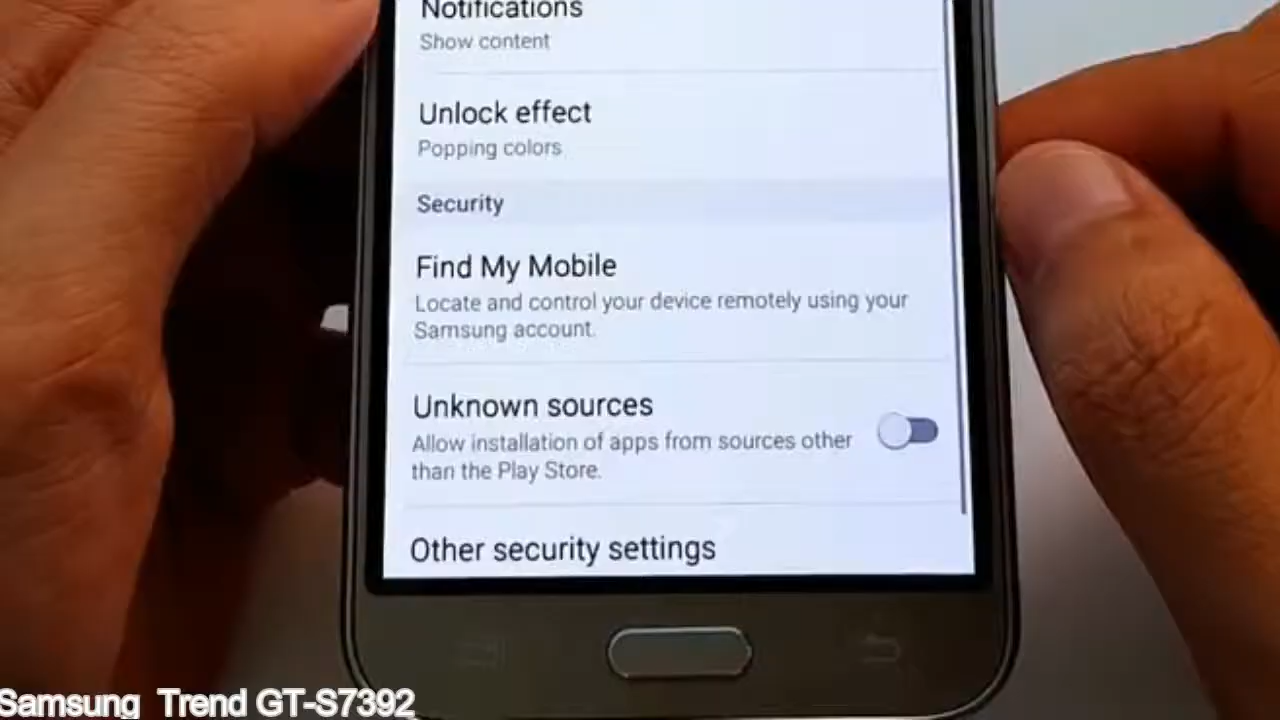 Notifications
Show content
Unlock effect
Popping colors
Security
Find My Mobile
Locate and control your device remotely using your
Samsung account.
Unknown sources
Allow installation of apps from sources other
than the Play Store.
Other security settings
Samsung Trend GT-S7392